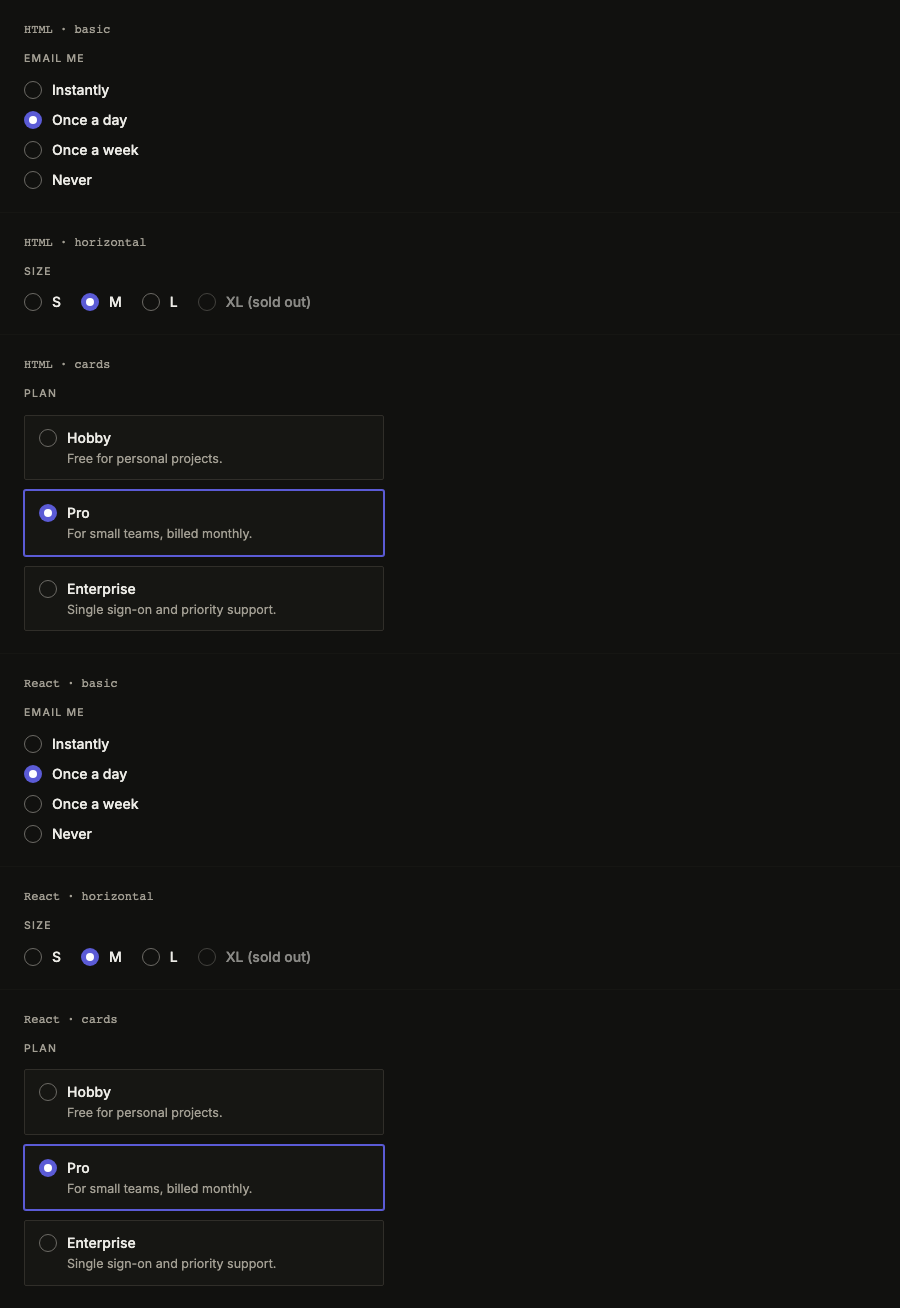 HTML · basic
EMAIL ME
Instantly
Once a day
Once a week
Never
HTML · horizontal
SIZE
S M L XL (sold out)
HTML · cards
PLAN
Hobby
Free for personal projects.
Pro
For small teams, billed monthly.
Enterprise
Single sign-on and priority support.
React · basic
EMAIL ME
Instantly
Once a day
Once a week
Never
React · horizontal
SIZE
S M L XL (sold out)
React · cards
PLAN
Hobby
Free for personal projects.
Pro
For small teams, billed monthly.
Enterprise
Single sign-on and priority support.